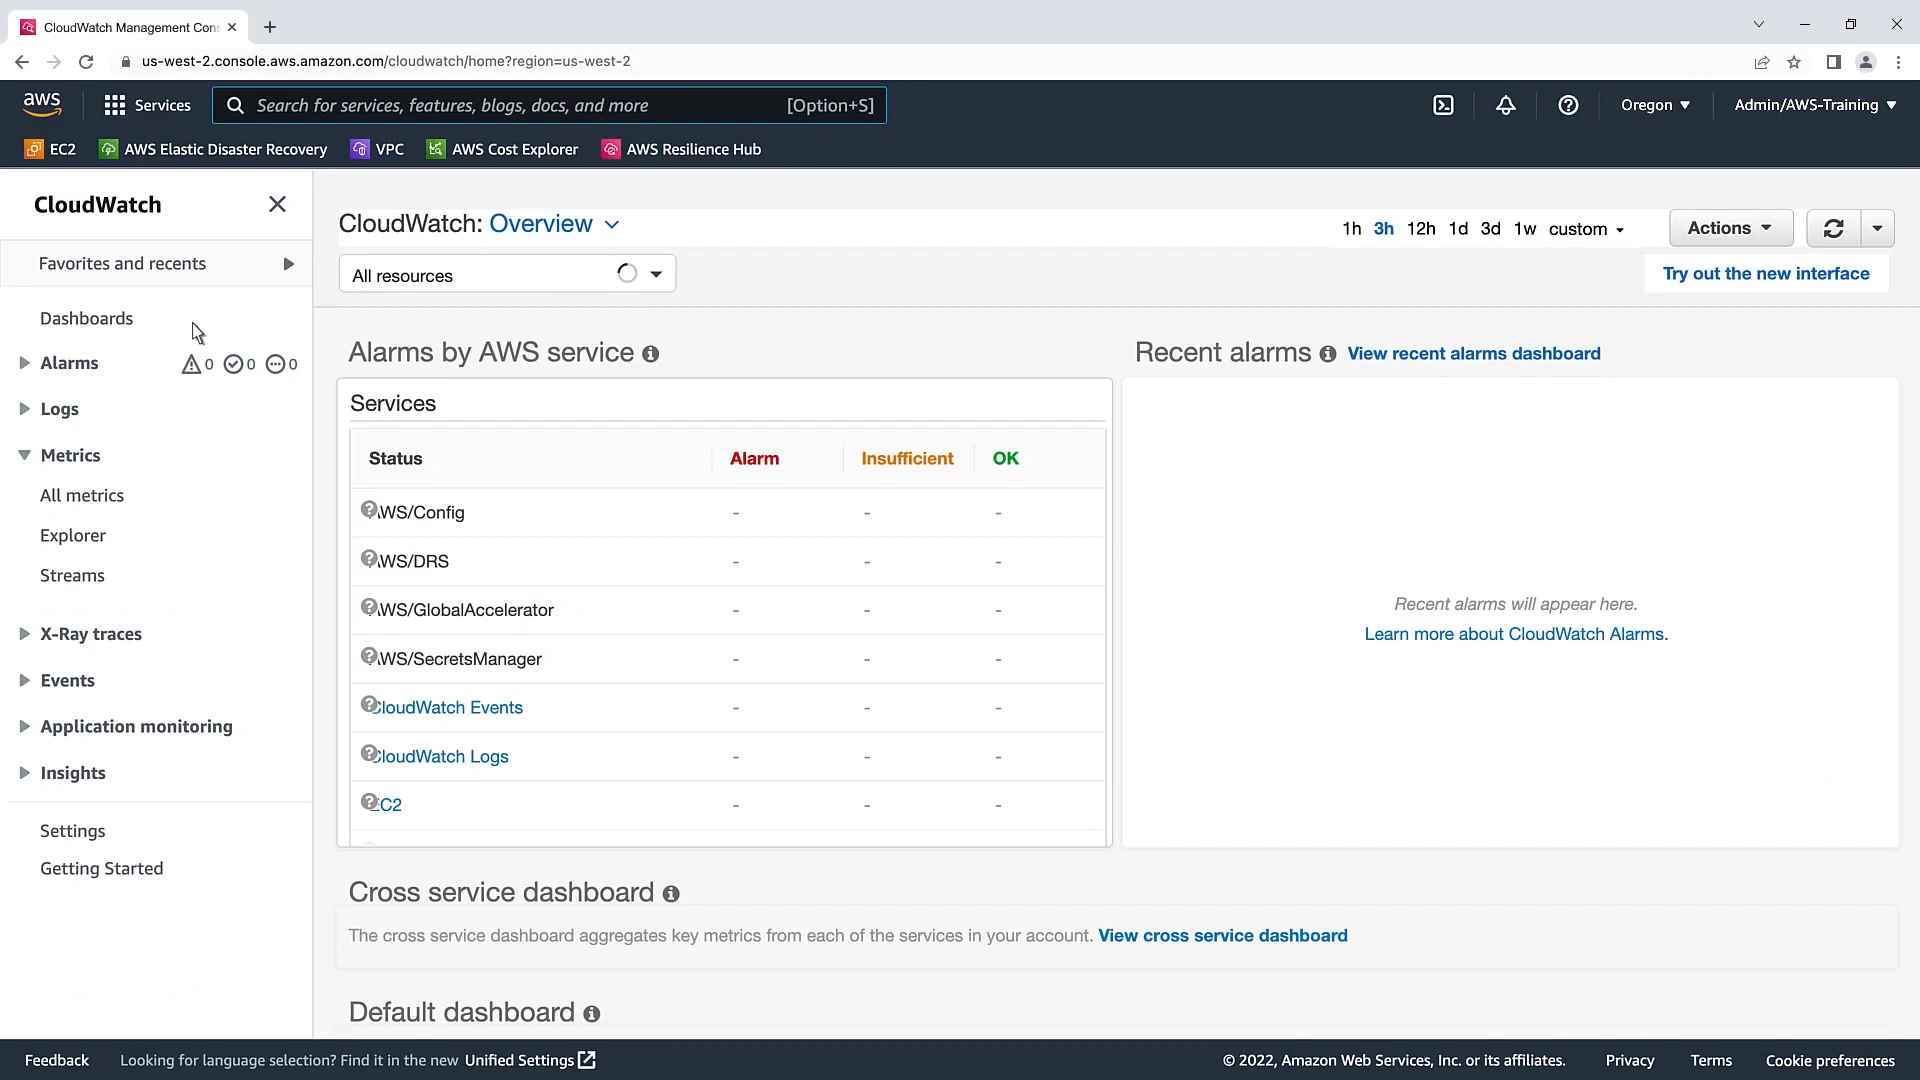 CloudWatch Management Cons
us-west-2.console.aws.amazon.com/cloudwatch/home?region=us-west-2
aws
Services
Search for services, features, blogs, docs, and more
[Option+S]
Oregon
Admin/AWS-Training
EC2
AWS Elastic Disaster Recovery
VPC
AWS Cost Explorer
AWS Resilience Hub
CloudWatch
Favorites and recents
Dashboards
Alarms
0
0
0
Logs
Metrics
All metrics
Explorer
Streams
X-Ray traces
Events
Application monitoring
Insights
Settings
Getting Started
CloudWatch: Overview
1h 3h 12h 1d 3d 1w custom
Actions
All resources
Try out the new interface
Alarms by AWS service
Services
Status Alarm Insufficient OK
AWS/Config - - -
AWS/DRS - - -
AWS/GlobalAccelerator - - -
AWS/SecretsManager - - -
CloudWatch Events - - -
CloudWatch Logs - - -
EC2 - - -
Recent alarms
View recent alarms dashboard
Recent alarms will appear here.
Learn more about CloudWatch Alarms.
Cross service dashboard
The cross service dashboard aggregates key metrics from each of the services in your account. View cross service dashboard
Default dashboard
Feedback
Looking for language selection? Find it in the new Unified Settings
© 2022, Amazon Web Services, Inc. or its affiliates.
Privacy
Terms
Cookie preferences